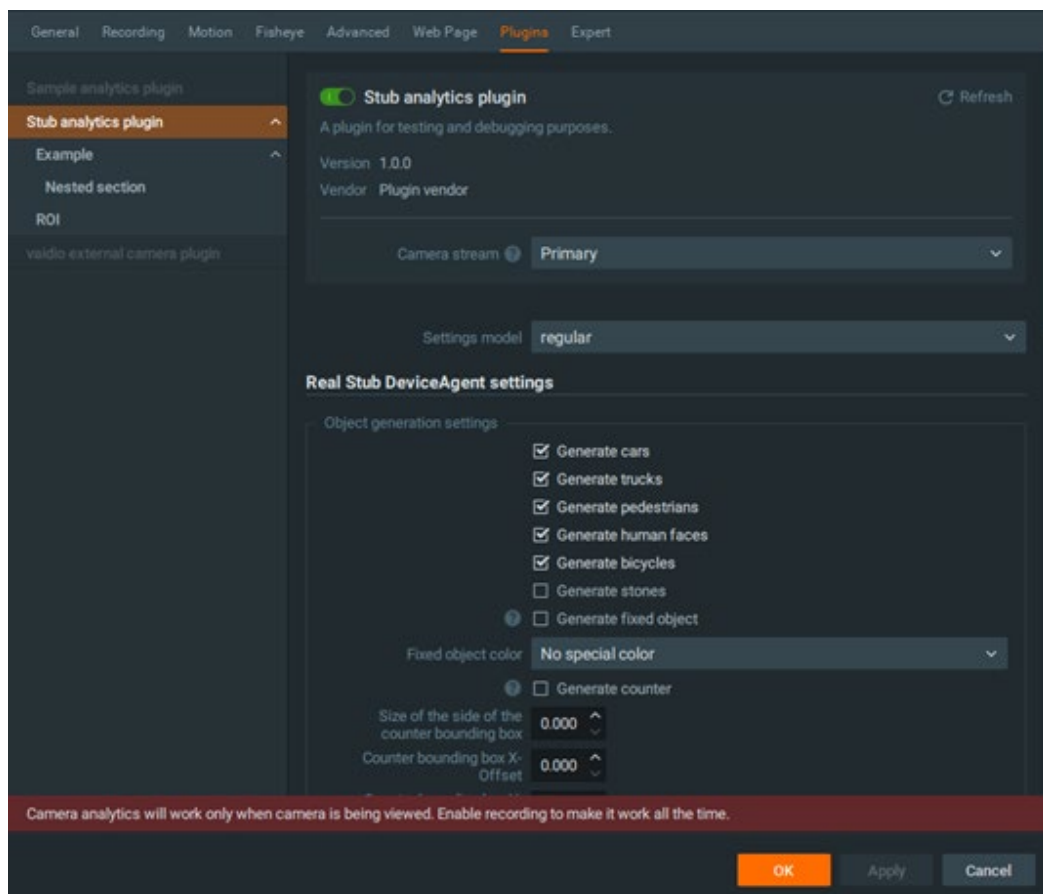 General Recording Motion Fisheye Advanced Web Page Plugins Expert
Sample analytics plugin
Stub analytics plugin
Example
Nested section
ROI
vaidio external camera plugin
Stub analytics plugin
Refresh
A plugin for testing and debugging purposes.
Version 1.0.0
Vendor Plugin vendor
Camera stream ? Primary
Settings model regular
Real Stub DeviceAgent settings
Object generation settings
Generate cars
Generate trucks
Generate pedestrians
Generate human faces
Generate bicycles
Generate stones
? Generate fixed object
Fixed object color No special color
? Generate counter
Size of the side of the
counter bounding box 0.000
Counter bounding box X-
Offset 0.000
Camera analytics will work only when camera is being viewed. Enable recording to make it work all the time.
OK Apply Cancel